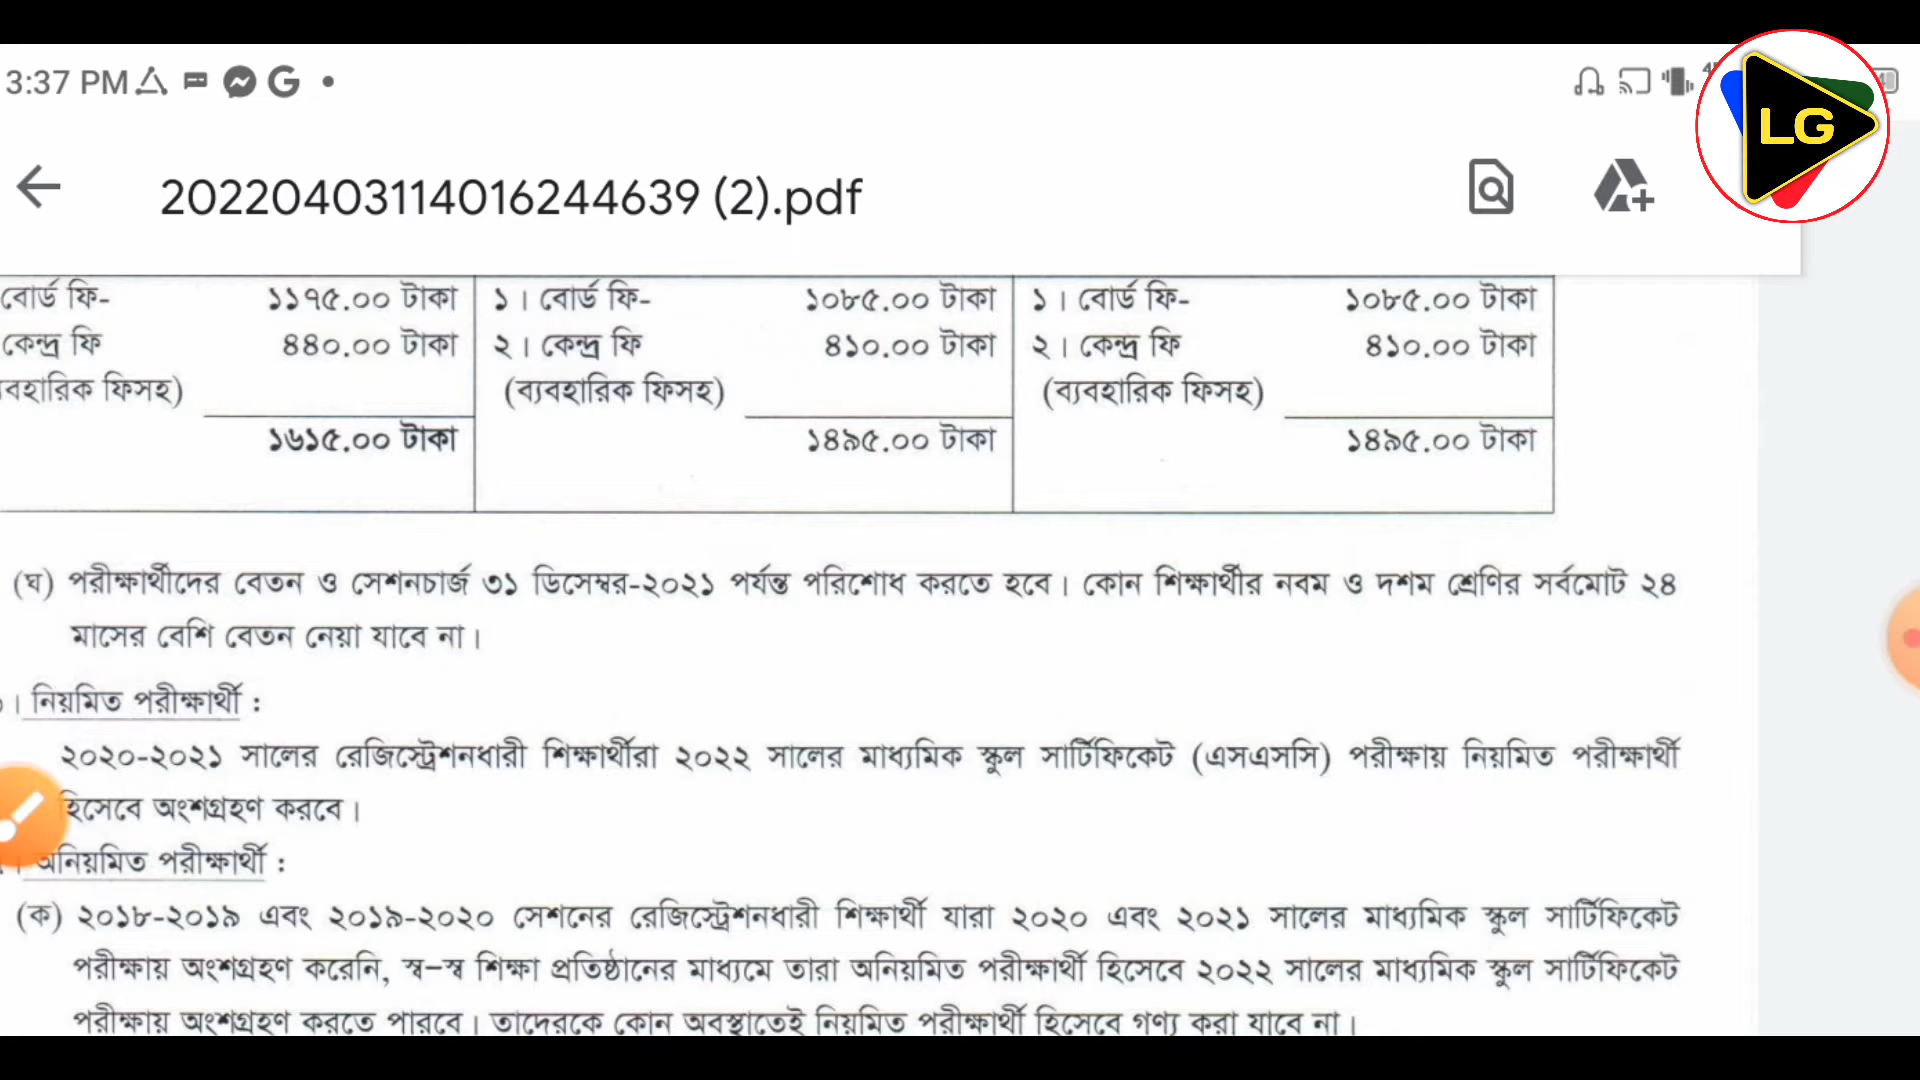 3:37 PM
LG
20220403114016244639 (2).pdf
বোর্ড ফি- ১১৭৫.০০ টাকা ১। বোর্ড ফি- ১০৮৫.০০ টাকা ১। বোর্ড ফি- ১০৮৫.০০ টাকা
কেন্দ্র ফি ৪৪০.০০ টাকা ২। কেন্দ্র ফি ৪১০.০০ টাকা ২। কেন্দ্র ফি ৪১০.০০ টাকা
বহারিক ফিসহ) (ব্যবহারিক ফিসহ) (ব্যবহারিক ফিসহ)
১৬১৫.০০ টাকা ১৪৯৫.০০ টাকা ১৪৯৫.০০ টাকা
(ঘ) পরীক্ষার্থীদের বেতন ও সেশনচার্জ ৩১ ডিসেম্বর-২০২১ পর্যন্ত পরিশোধ করতে হবে। কোন শিক্ষার্থীর নবম ও দশম শ্রেণির সর্বমোট ২৪
মাসের বেশি বেতন নেয়া যাবে না।
। নিয়মিত পরীক্ষার্থী :
২০২০-২০২১ সালের রেজিস্ট্রেশনধারী শিক্ষার্থীরা ২০২২ সালের মাধ্যমিক স্কুল সার্টিফিকেট (এসএসসি) পরীক্ষায় নিয়মিত পরীক্ষার্থী
হিসেবে অংশগ্রহণ করবে।
। অনিয়মিত পরীক্ষার্থী :
(ক) ২০১৮-২০১৯ এবং ২০১৯-২০২০ সেশনের রেজিস্ট্রেশনধারী শিক্ষার্থী যারা ২০২০ এবং ২০২১ সালের মাধ্যমিক স্কুল সার্টিফিকেট
পরীক্ষায় অংশগ্রহণ করেনি, স্ব-স্ব শিক্ষা প্রতিষ্ঠানের মাধ্যমে তারা অনিয়মিত পরীক্ষার্থী হিসেবে ২০২২ সালের মাধ্যমিক স্কুল সার্টিফিকেট
পরীক্ষায় অংশগ্রহণ করতে পারবে। তাদেরকে কোন অবস্থাতেই নিয়মিত পরীক্ষার্থী হিসেবে গণ্য করা যাবে না।